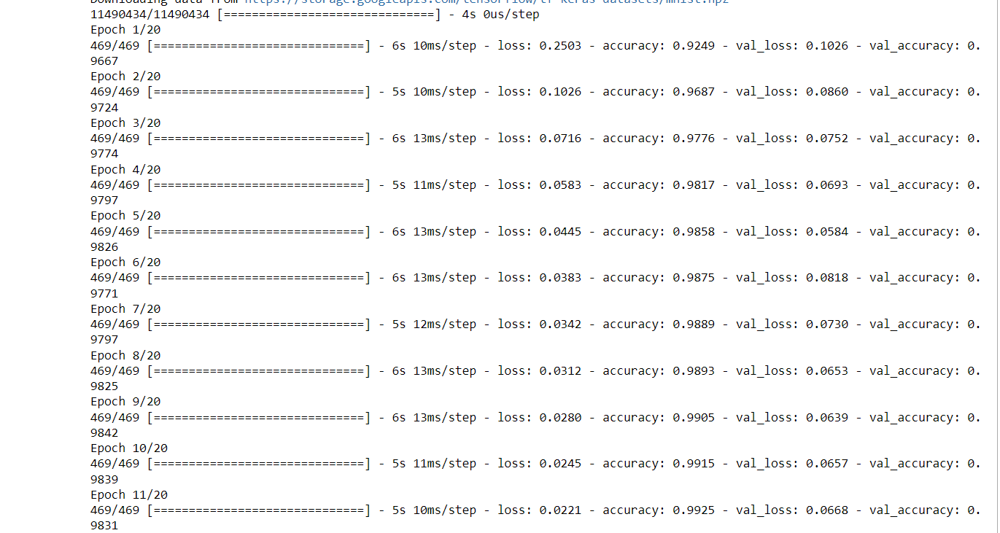 Downloading data from https://storage.googleapis.com/tensorflow/tf-keras-datasets/mnist.npz
11490434/11490434 [==============================] - 4s 0us/step
Epoch 1/20
469/469 [==============================] - 6s 10ms/step - loss: 0.2503 - accuracy: 0.9249 - val_loss: 0.1026 - val_accuracy: 0.
9667
Epoch 2/20
469/469 [==============================] - 5s 10ms/step - loss: 0.1026 - accuracy: 0.9687 - val_loss: 0.0860 - val_accuracy: 0.
9724
Epoch 3/20
469/469 [==============================] - 6s 13ms/step - loss: 0.0716 - accuracy: 0.9776 - val_loss: 0.0752 - val_accuracy: 0.
9774
Epoch 4/20
469/469 [==============================] - 5s 11ms/step - loss: 0.0583 - accuracy: 0.9817 - val_loss: 0.0693 - val_accuracy: 0.
9797
Epoch 5/20
469/469 [==============================] - 6s 13ms/step - loss: 0.0445 - accuracy: 0.9858 - val_loss: 0.0584 - val_accuracy: 0.
9826
Epoch 6/20
469/469 [==============================] - 6s 13ms/step - loss: 0.0383 - accuracy: 0.9875 - val_loss: 0.0818 - val_accuracy: 0.
9771
Epoch 7/20
469/469 [==============================] - 5s 12ms/step - loss: 0.0342 - accuracy: 0.9889 - val_loss: 0.0730 - val_accuracy: 0.
9797
Epoch 8/20
469/469 [==============================] - 6s 13ms/step - loss: 0.0312 - accuracy: 0.9893 - val_loss: 0.0653 - val_accuracy: 0.
9825
Epoch 9/20
469/469 [==============================] - 6s 13ms/step - loss: 0.0280 - accuracy: 0.9905 - val_loss: 0.0639 - val_accuracy: 0.
9842
Epoch 10/20
469/469 [==============================] - 5s 11ms/step - loss: 0.0245 - accuracy: 0.9915 - val_loss: 0.0657 - val_accuracy: 0.
9839
Epoch 11/20
469/469 [==============================] - 5s 10ms/step - loss: 0.0221 - accuracy: 0.9925 - val_loss: 0.0668 - val_accuracy: 0.
9831